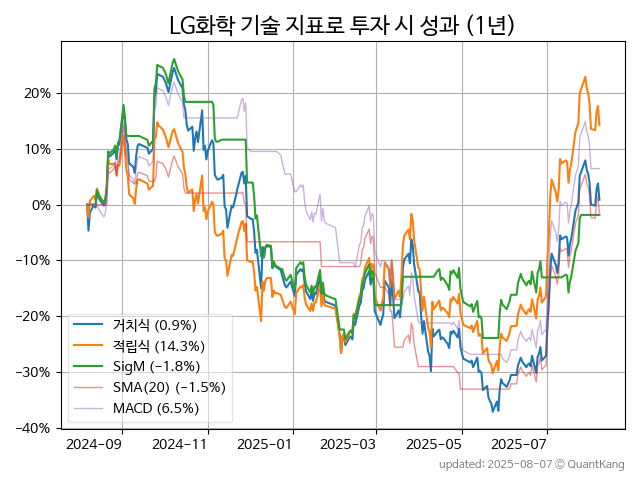 LG화학 기술 지표로 투자 시 성과 (1년)
20%
10%
0%
−10%
−20%
−30%
−40%
거치식 (0.9%)
적립식 (14.3%)
SigM (−1.8%)
SMA(20) (−1.5%)
MACD (6.5%)
2024-09
2024-11
2025-01
2025-03
2025-05
2025-07
updated: 2025-08-07 © QuantKang